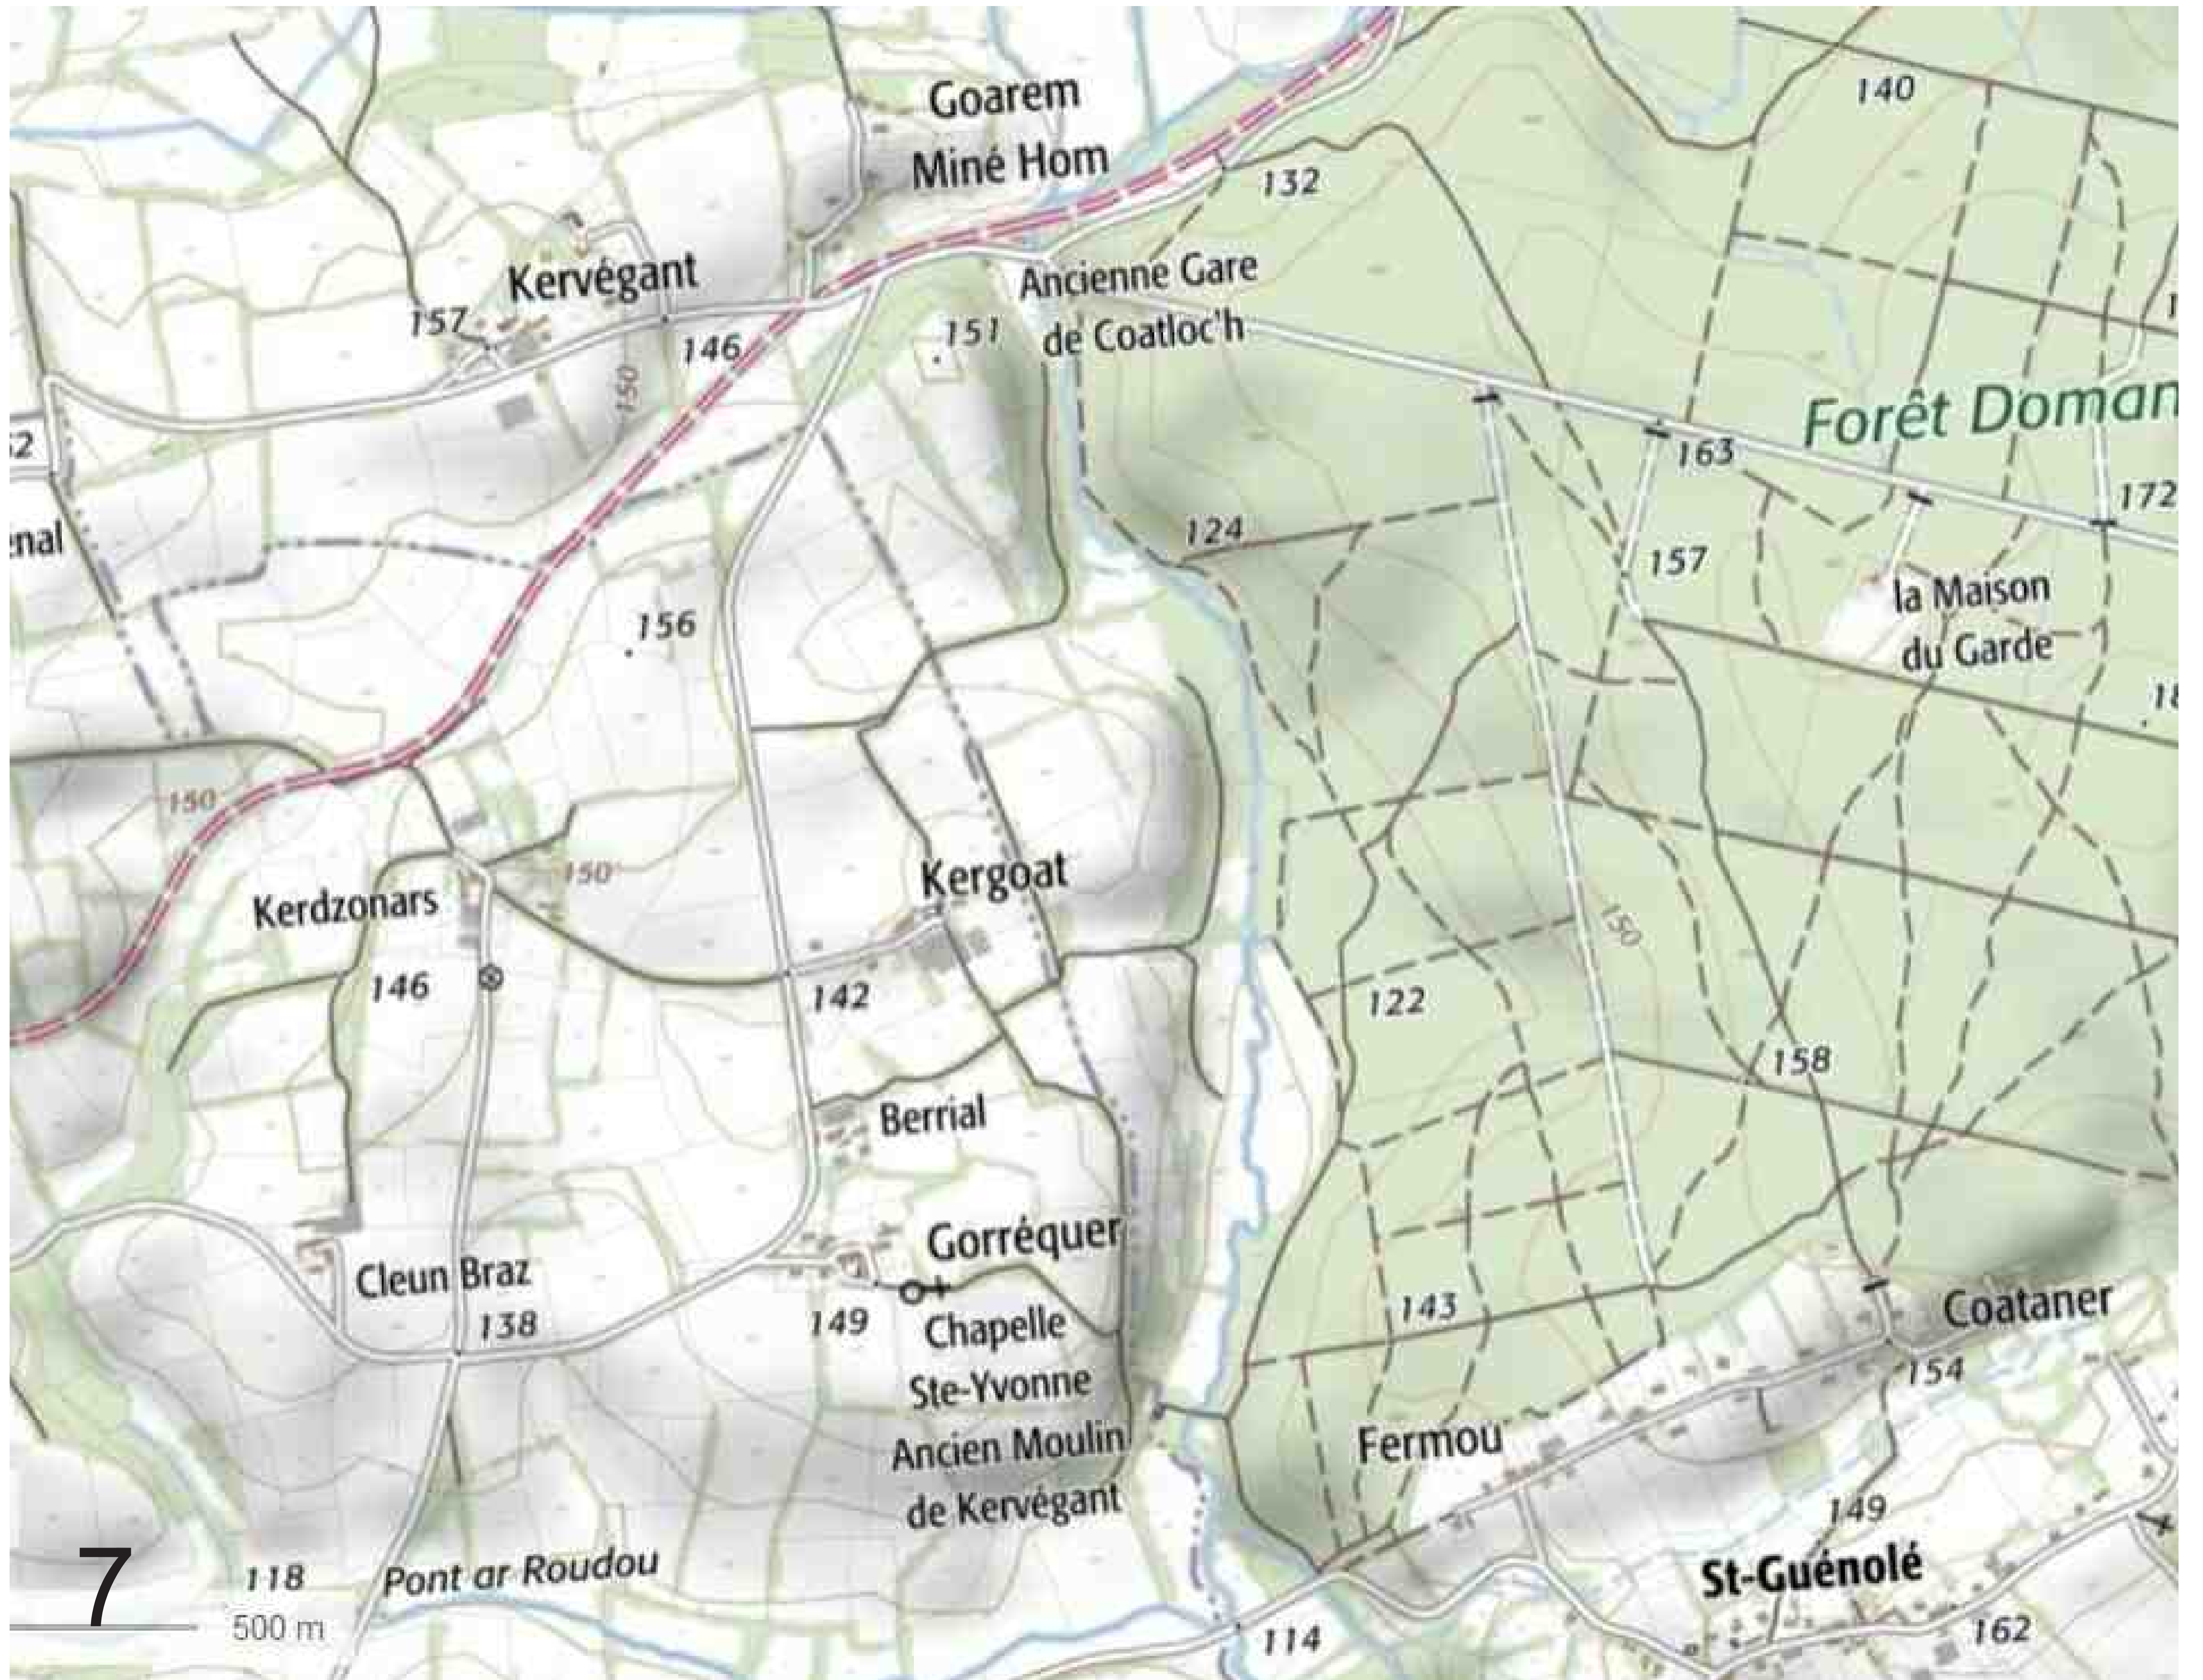 140
Goarem
Miné Hom
132
Kervégant
Ancienne Gare
de Coatloc'h
157
146
151
150
Forêt Doman
163
172
124
157
la Maison
du Garde
156
150
150
Kergoat
Kerdzonars
146
142
122
150
158
Berrial
Gorréquer
Cleun Braz
138
149
Chapelle
Ste-Yvonne
143
Coataner
154
Ancien Moulin
de Kervégant
Fermou
149
St-Guénolé
7
118
Pont ar Roudou
500 m
114
162